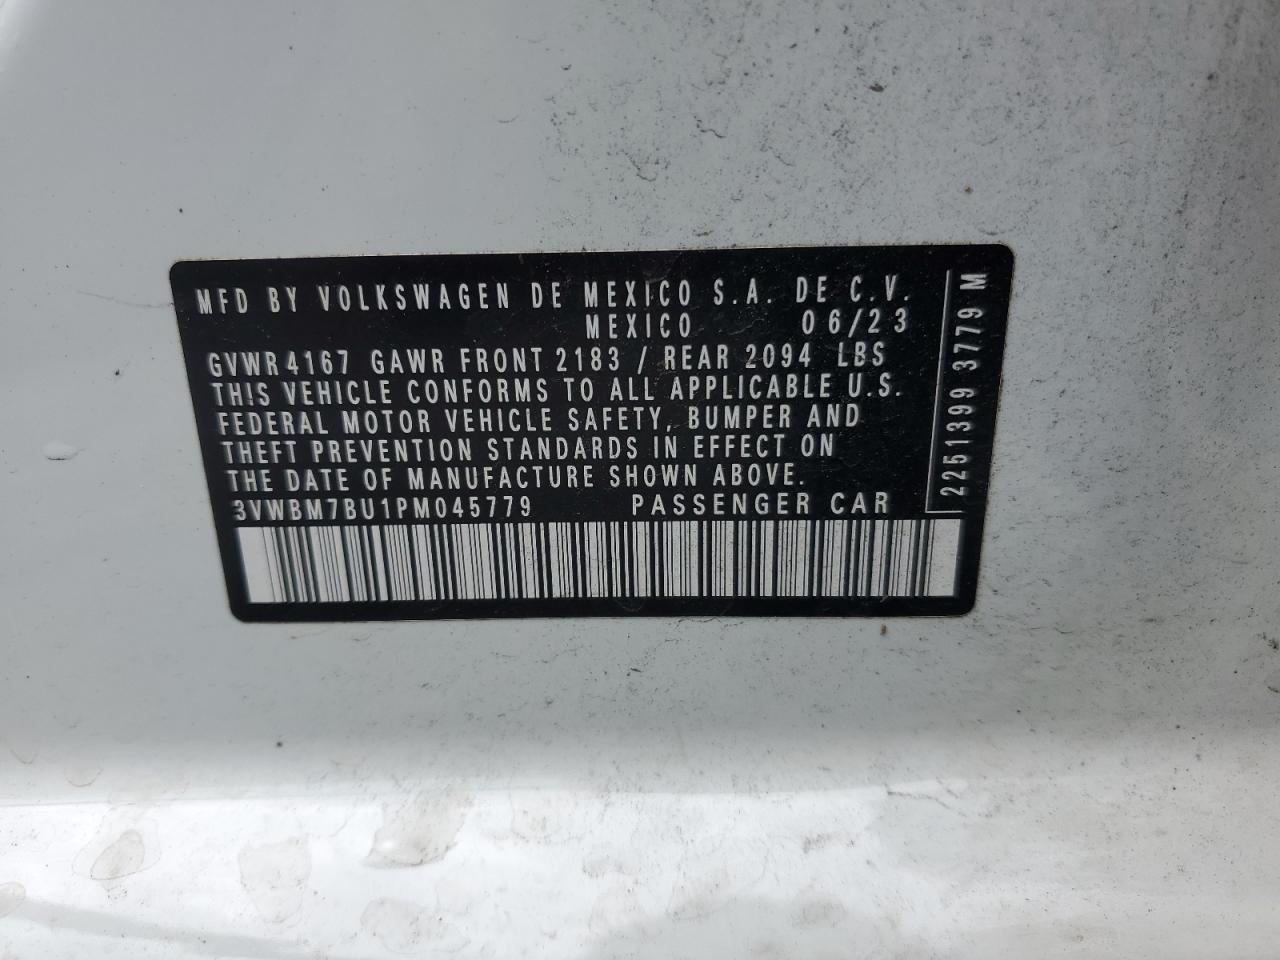 MFD BY VOLKSWAGEN DE MEXICO S.A. DE C.V.
MEXICO 06/23
GVWR 4167 GAWR FRONT 2183 / REAR 2094 LBS
THIS VEHICLE CONFORMS TO ALL APPLICABLE U.S.
FEDERAL MOTOR VEHICLE SAFETY, BUMPER AND
THEFT PREVENTION STANDARDS IN EFFECT ON
THE DATE OF MANUFACTURE SHOWN ABOVE.
3VWBM7BU1PM045779 PASSENGER CAR
2251399 3779 M